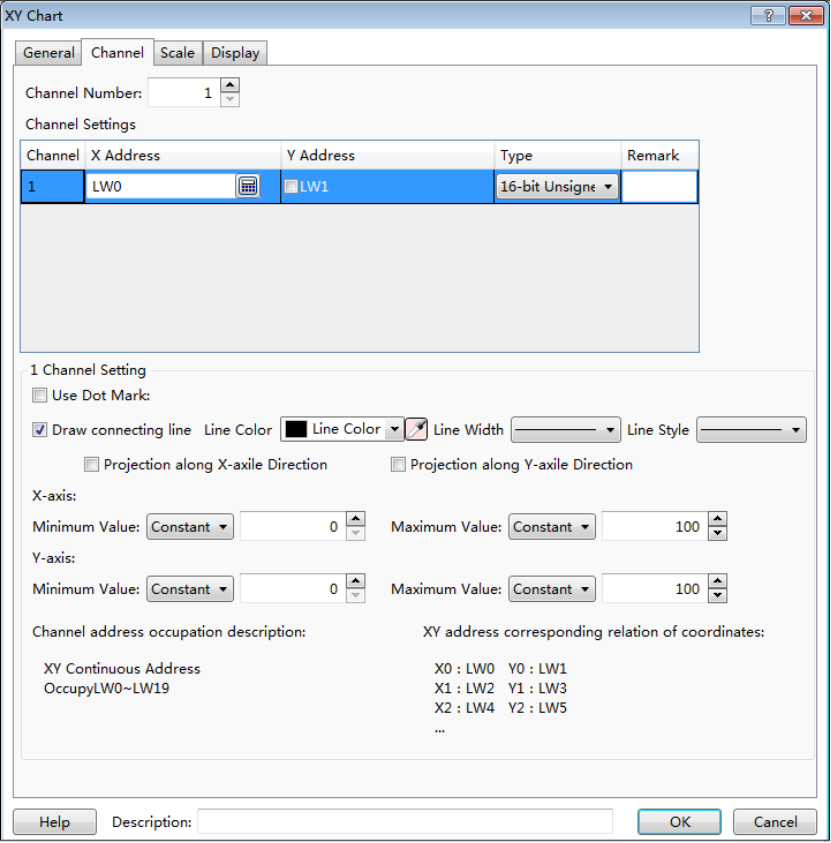 XY Chart
General Channel Scale Display
Channel Number: 1
Channel Settings
Channel X Address Y Address Type Remark
1 LW0 LW1 16-bit Unsigne
1 Channel Setting
Use Dot Mark:
Draw connecting line Line Color Line Color Line Width Line Style
Projection along X-axile Direction Projection along Y-axile Direction
X-axis:
Minimum Value: Constant 0 Maximum Value: Constant 100
Y-axis:
Minimum Value: Constant 0 Maximum Value: Constant 100
Channel address occupation description: XY address corresponding relation of coordinates:
XY Continuous Address X0 : LW0 Y0 : LW1
OccupyLW0~LW19 X1 : LW2 Y1 : LW3
X2 : LW4 Y2 : LW5
...
Help Description: OK Cancel